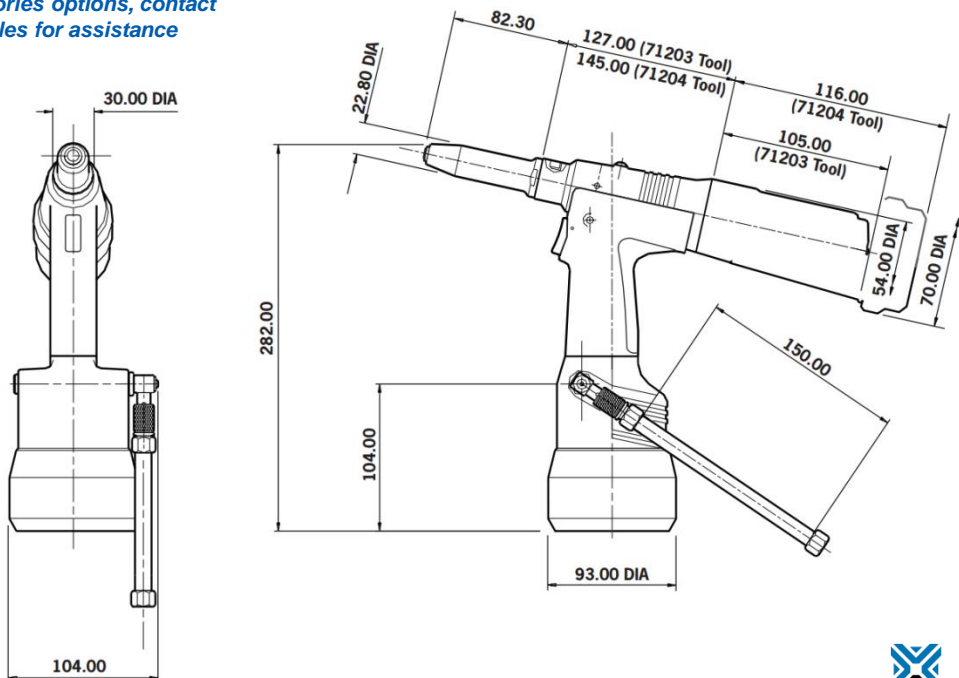 ories options, contact
les for assistance
82.30
127.00 (71203 Tool)
145.00 (71204 Tool)
116.00
(71204 Tool)
105.00
(71203 Tool)
22.80 DIA
30.00 DIA
54.00 DIA
70.00 DIA
282.00
150.00
104.00
93.00 DIA
104.00